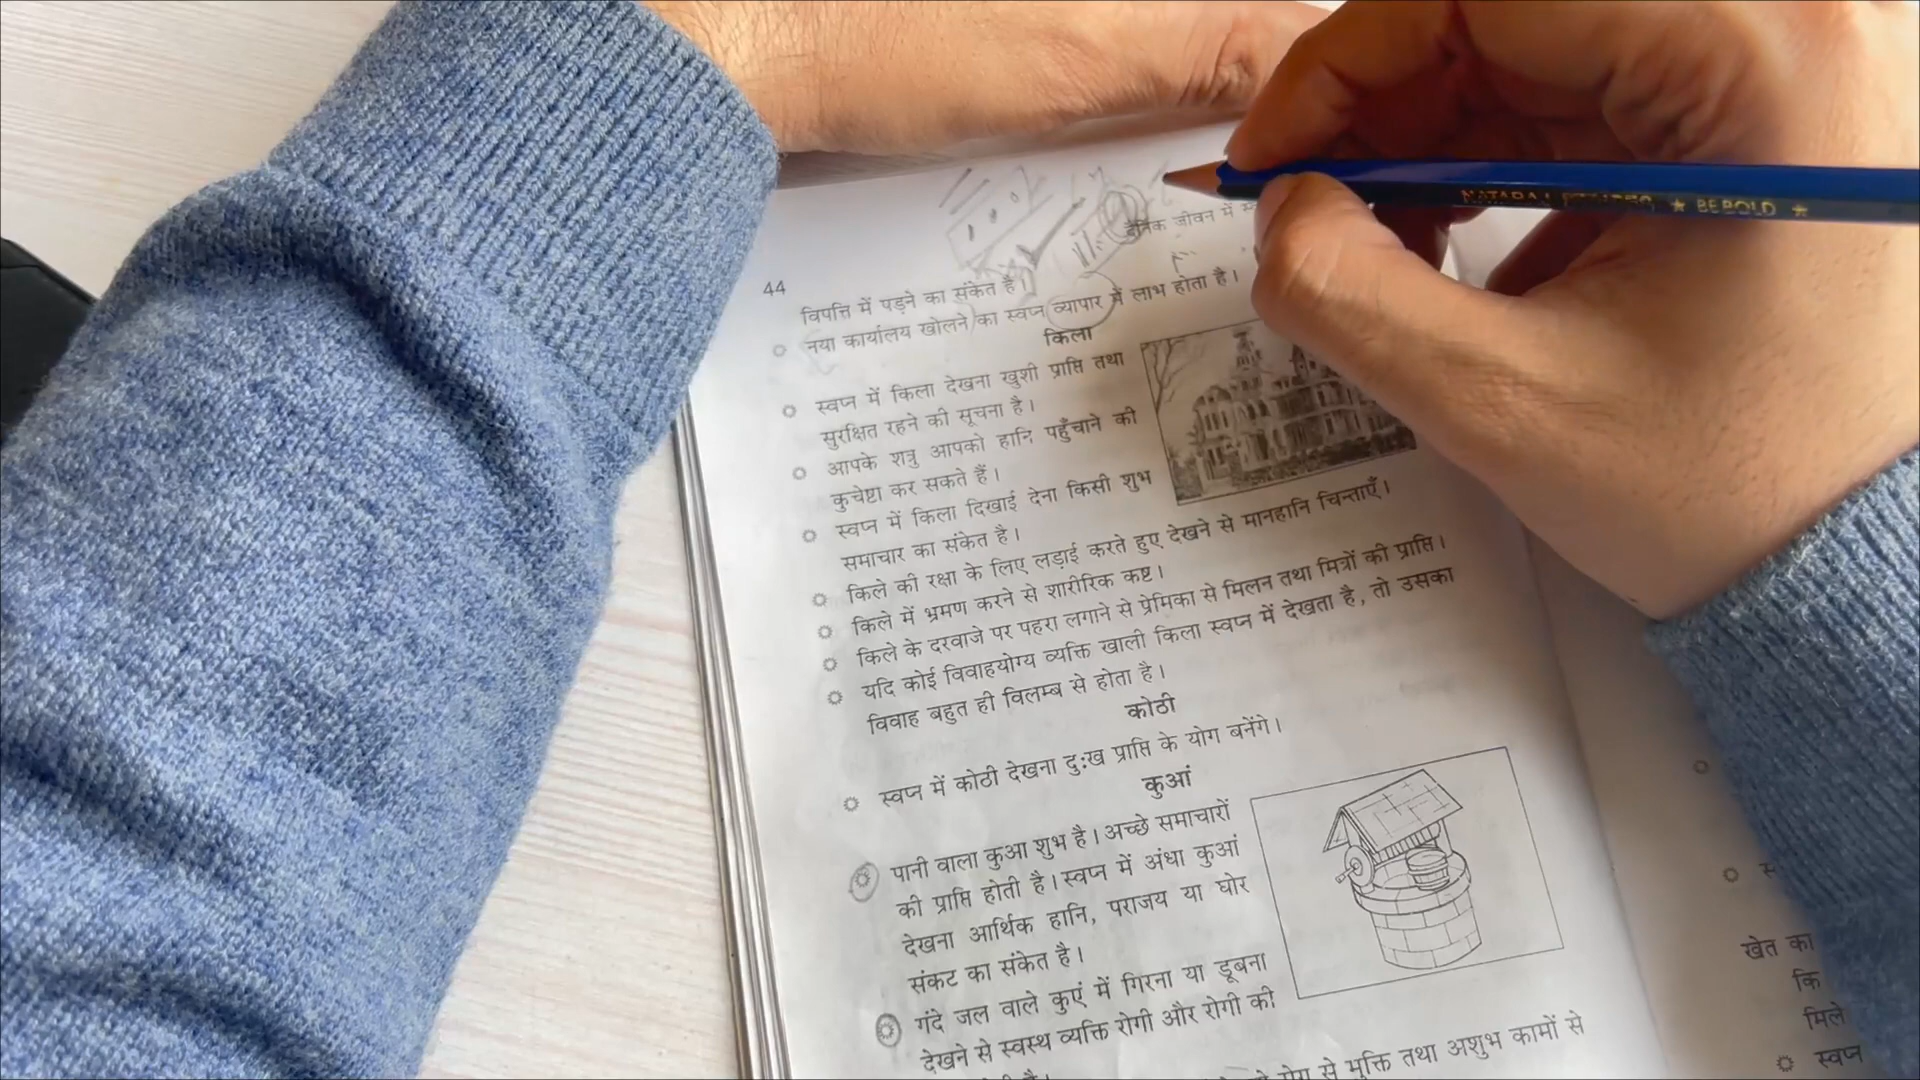 44
दैनिक जीवन में
विपत्ति में पड़ने का संकेत है।
नया कार्यालय खोलने का स्वप्न व्यापार में लाभ होता है।
किला
स्वप्न में किला देखना खुशी प्राप्ति तथा
सुरक्षित रहने की सूचना है।
आपके शत्रु आपको हानि पहुँचाने की
कुचेष्टा कर सकते हैं।
स्वप्न में किला दिखाई देना किसी शुभ
समाचार का संकेत है।
किले की रक्षा के लिए लड़ाई करते हुए देखने से मानहानि चिन्ताएँ।
किले में भ्रमण करने से शारीरिक कष्ट।
किले के दरवाजे पर पहरा लगाने से प्रेमिका से मिलन तथा मित्रों की प्राप्ति।
यदि कोई विवाहयोग्य व्यक्ति खाली किला स्वप्न में देखता है, तो उसका
विवाह बहुत ही विलम्ब से होता है।
कोठी
स्वप्न में कोठी देखना दुःख प्राप्ति के योग बनेंगे।
कुआं
पानी वाला कुआ शुभ है। अच्छे समाचारों
की प्राप्ति होती है। स्वप्न में अंधा कुआं
देखना आर्थिक हानि, पराजय या घोर
संकट का संकेत है।
गंदे जल वाले कुएं में गिरना या डूबना
देखने से स्वस्थ व्यक्ति रोगी और रोगी की
रोग से मुक्ति तथा अशुभ कामों से
खेत का
कि
मिले
स्वप्न
NATARAJ ★ BEBOLD ★